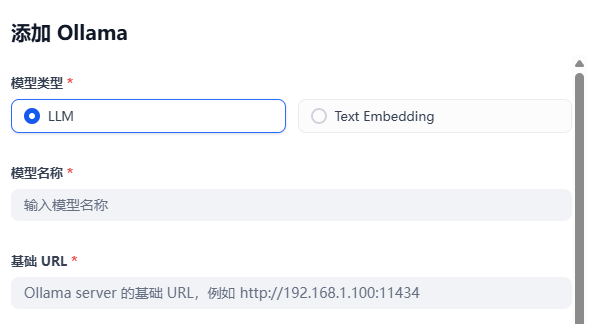 添加 Ollama
模型类型 *
LLM
Text Embedding
模型名称 *
输入模型名称
基础 URL *
Ollama server 的基础 URL，例如 http://192.168.1.100:11434